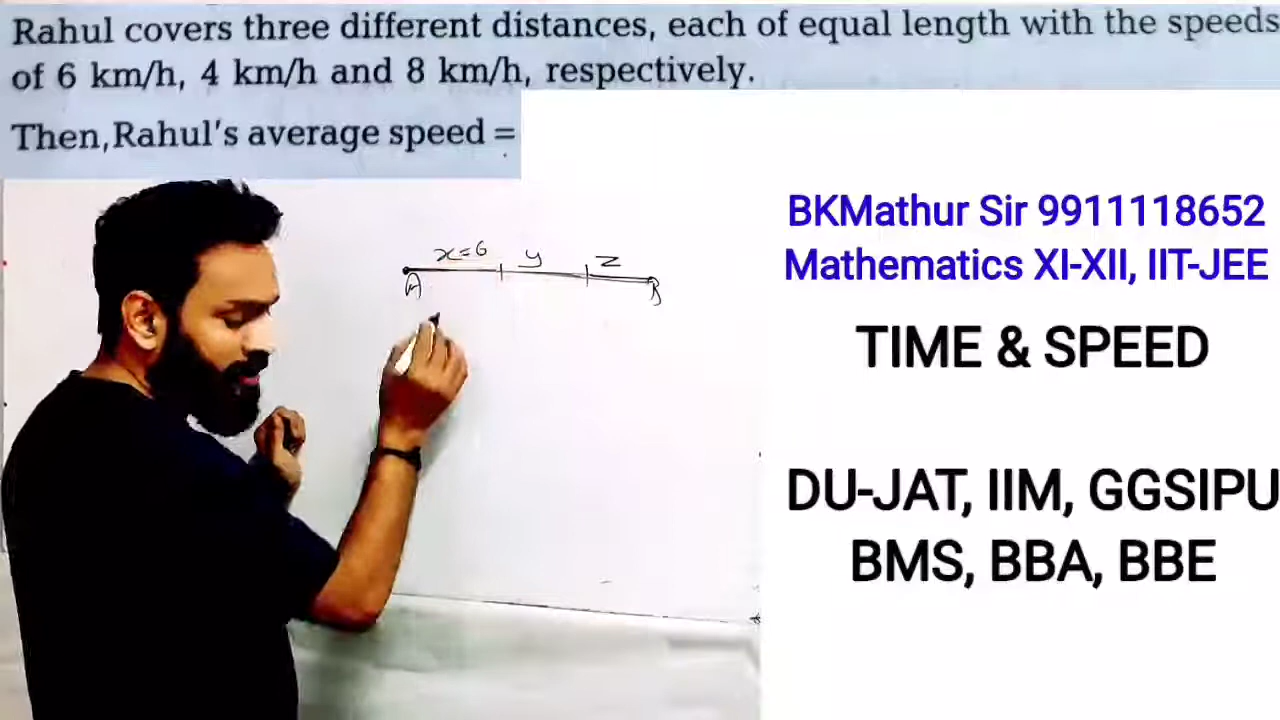 Rahul covers three different distances, each of equal length with the speeds
of 6 km/h, 4 km/h and 8 km/h, respectively.
Then, Rahul's average speed =
x=6 y z
A B
BKMathur Sir 9911118652
Mathematics XI-XII, IIT-JEE
TIME & SPEED
DU-JAT, IIM, GGSIPU
BMS, BBA, BBE